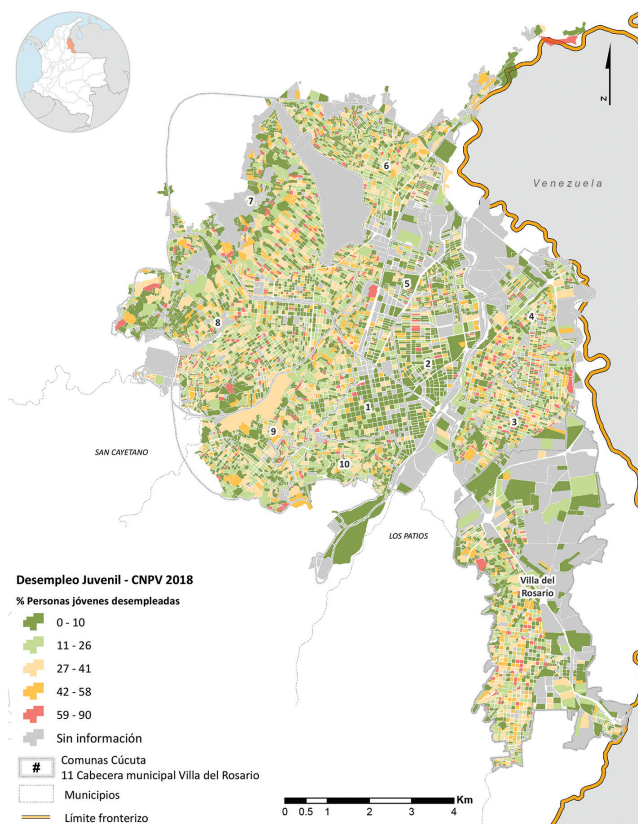 N
Venezuela
6
7
5
4
8
2
1
3
9
10
SAN CAYETANO
LOS PATIOS
Villa del
Rosario
Desempleo Juvenil - CNPV 2018
% Personas jóvenes desempleadas
0 - 10
11 - 26
27 - 41
42 - 58
59 - 90
Sin información
# Comunas Cúcuta
11 Cabecera municipal Villa del Rosario
Municipios
Límite fronterizo
0 0.5 1 2 3 4 Km